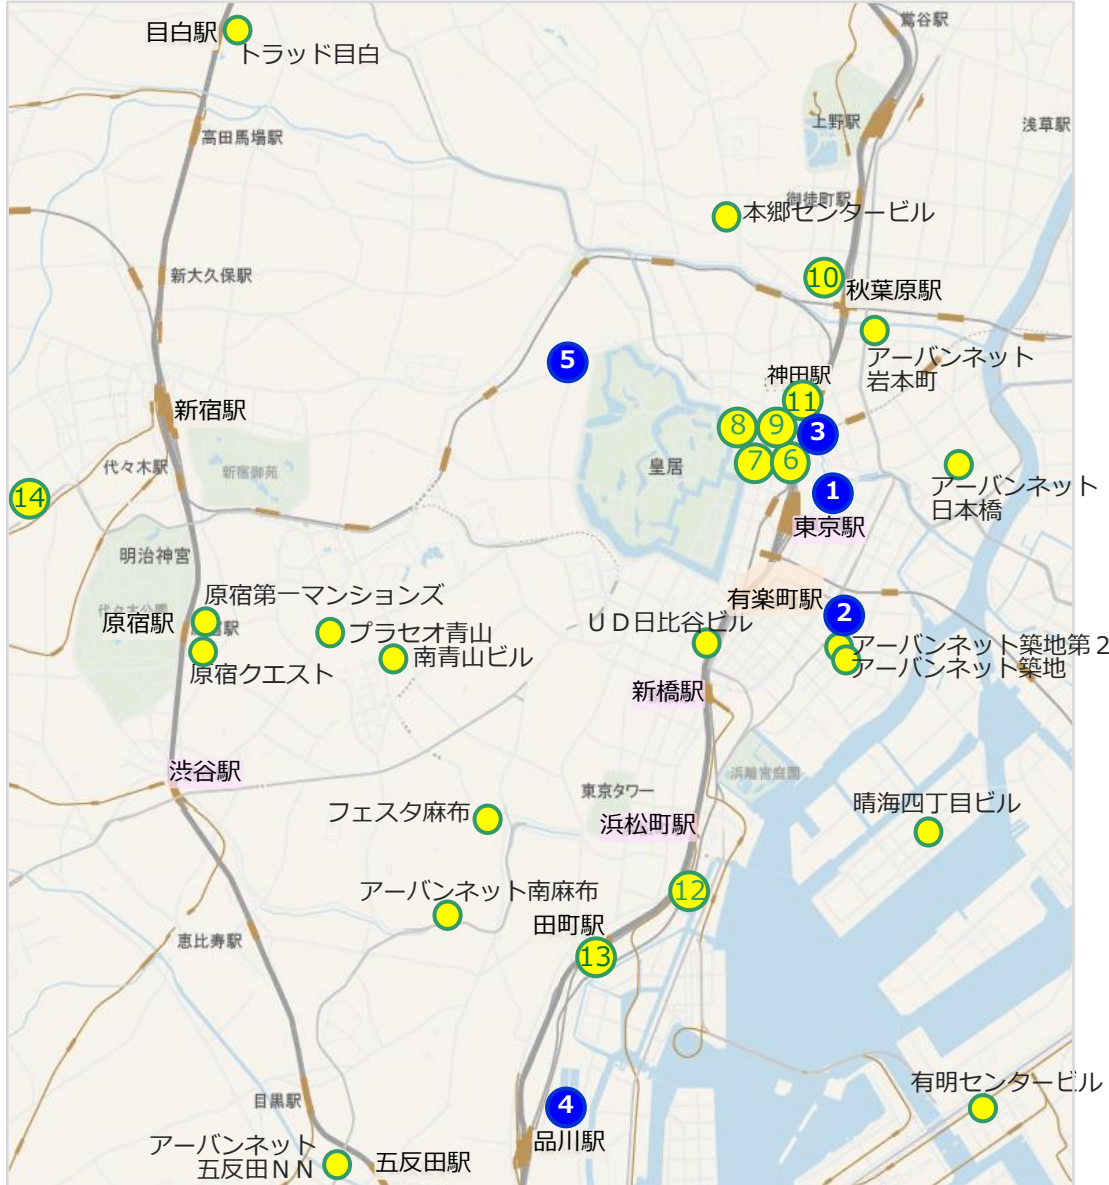 鶯谷駅
目白駅
トラッド目白
高田馬場駅
上野駅
浅草駅
御徒町駅
本郷センタービル
新大久保駅
10
秋葉原駅
アーバンネット
岩本町
5
神田駅
11
新宿駅
8
9
3
代々木駅
新宿御苑
皇居
7
6
14
1
アーバンネット
日本橋
東京駅
明治神宮
原宿第一マンションズ
代々木公園
有楽町駅
2
原宿駅
プラセオ青山
ＵＤ日比谷ビル
アーバンネット築地第２
アーバンネット築地
南青山ビル
原宿クエスト
新橋駅
渋谷駅
浜離宮庭園
東京タワー
フェスタ麻布
浜松町駅
晴海四丁目ビル
アーバンネット南麻布
12
田町駅
恵比寿駅
13
有明センタービル
目黒駅
4
品川駅
アーバンネット
五反田ＮＮ
五反田駅